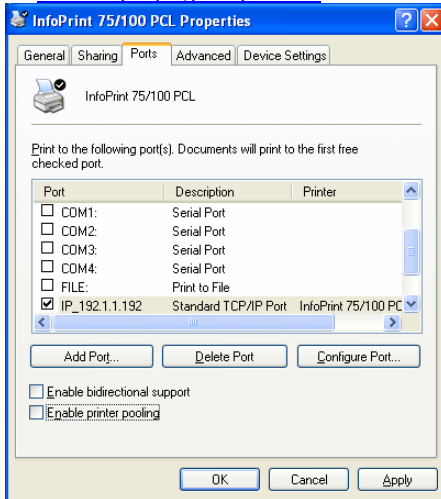 InfoPrint 75/100 PCL Properties
General Sharing Ports Advanced Device Settings
InfoPrint 75/100 PCL
Print to the following port(s). Documents will print to the first free
checked port.
Port Description Printer
COM1: Serial Port
COM2: Serial Port
COM3: Serial Port
COM4: Serial Port
FILE: Print to File
IP_192.1.1.192 Standard TCP/IP Port InfoPrint 75/100 PC
Add Port... Delete Port Configure Port...
Enable bidirectional support
Enable printer pooling
OK Cancel Apply